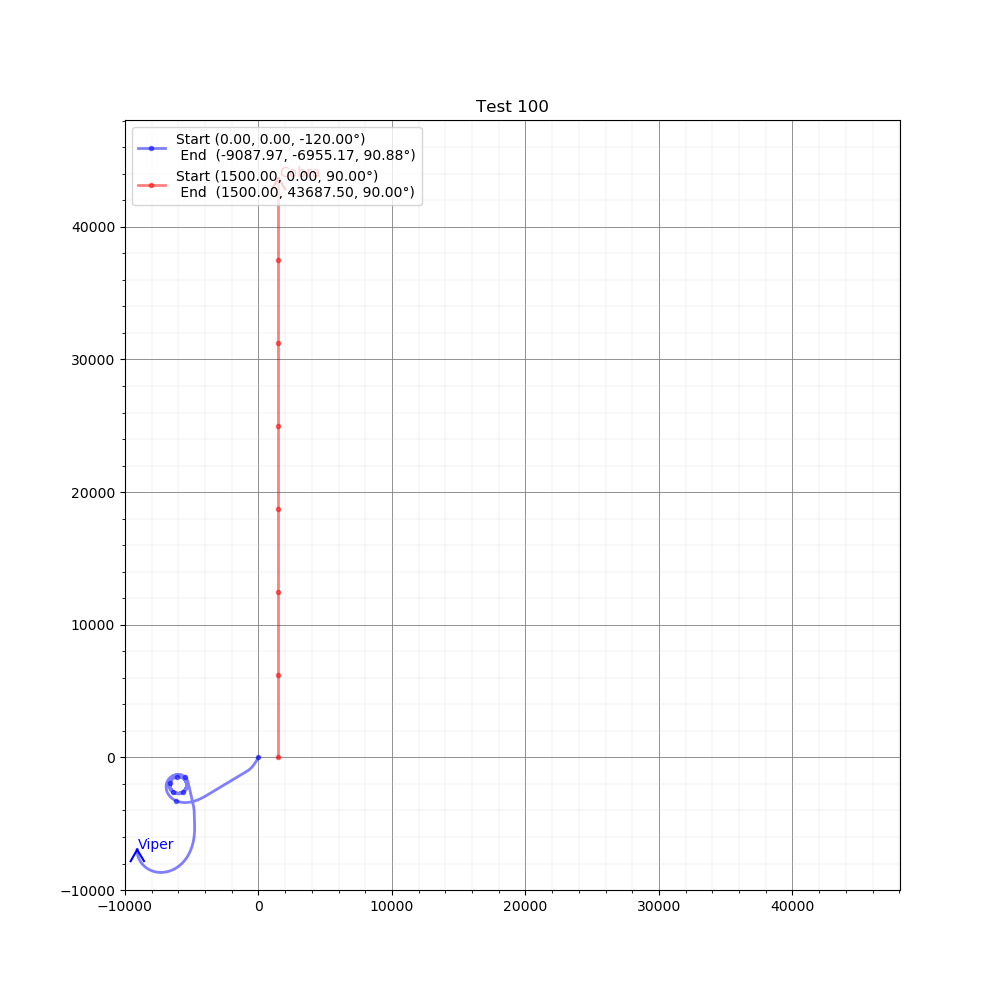 Test 100
Start (0.00, 0.00, -120.00°)
End (-9087.97, -6955.17, 90.88°)
Start (1500.00, 0.00, 90.00°)
End (1500.00, 43687.50, 90.00°)
40000
30000
20000
10000
0
−10000
Viper
−10000
0
10000
20000
30000
40000